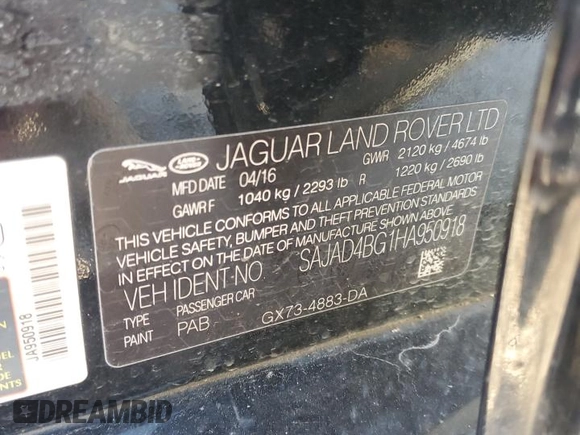 JAGUAR
LAND ROVER
JAGUAR LAND ROVER LTD
MFD DATE 04/16 GWR 2120 kg / 4674 lb
GAWR F 1040 kg / 2293 lb R 1220 kg / 2690 lb
THIS VEHICLE CONFORMS TO ALL APPLICABLE FEDERAL MOTOR
VEHICLE SAFETY, BUMPER AND THEFT PREVENTION STANDARDS
IN EFFECT ON THE DATE OF MANUFACTURE SHOWN ABOVE.
VEH IDENT-NO. SAJAD4BG1HA950918
TYPE PASSENGER CAR
PAINT PAB GX73-4883-DA
JA950918
DREAMBID